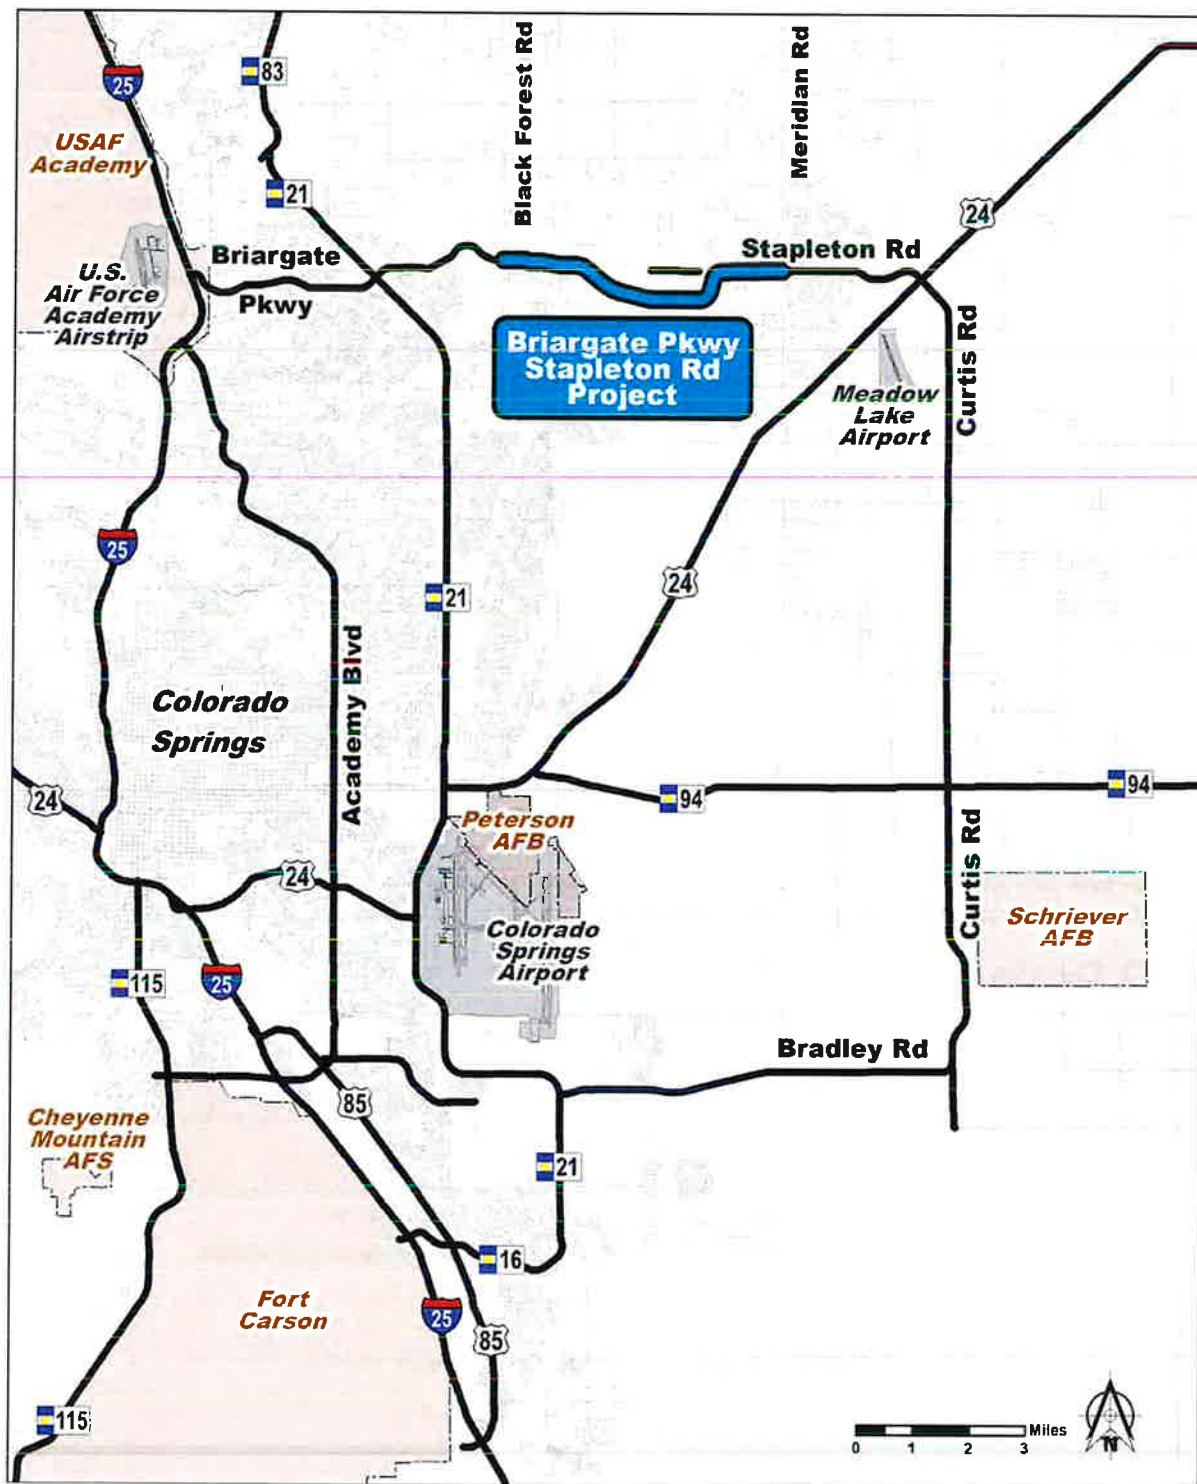 25
83
Black Forest Rd
Meridian Rd
USAF
Academy
21
24
Briargate
Pkwy
Stapleton Rd
U.S.
Air Force
Academy
Airstrip
Briargate Pkwy
Stapleton Rd
Project
Curtis Rd
Meadow
Lake
Airport
25
24
21
Academy Blvd
Colorado
Springs
24
94
94
Peterson
AFB
Curtis Rd
24
Schriever
AFB
Colorado
Springs
Airport
115
25
Bradley Rd
85
Cheyenne
Mountain
AFS
21
16
Fort
Carson
25
85
115
0 1 2 3 Miles
N